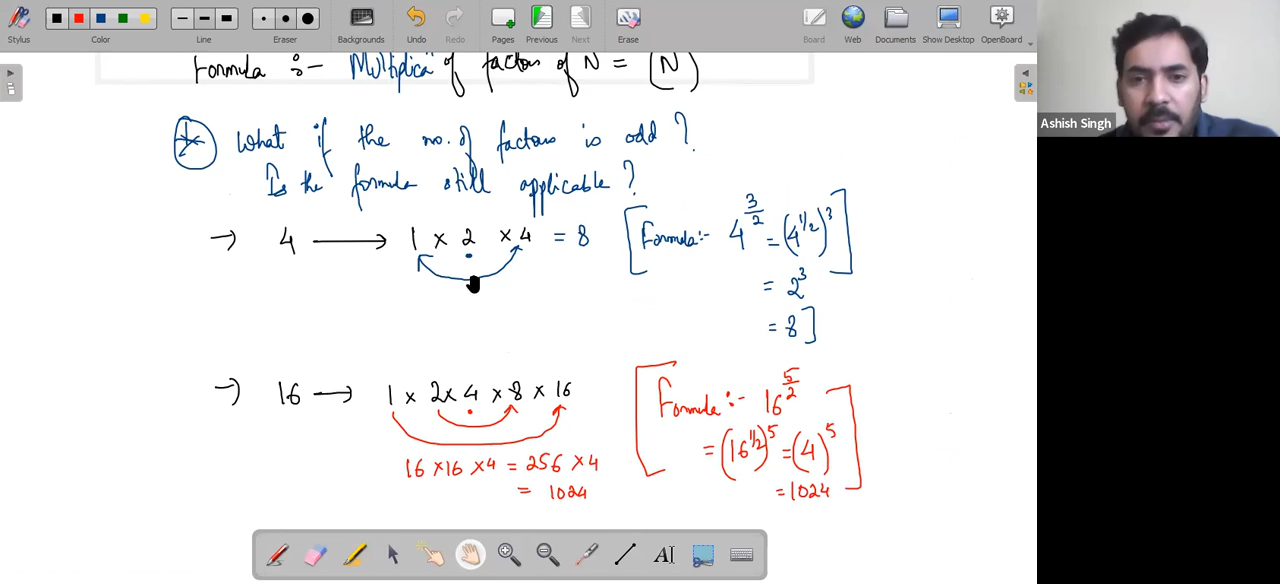 Stylus
Color
Line
Eraser
Backgrounds
Undo
Redo
Pages
Previous
Next
Erase
Board
Web
Documents
Show Desktop
OpenBoard
Ashish Singh
Formula :- Multiplica" of factors of N = (N)
* What if the no. of factors is odd ?
Is the formula still applicable ?
→ 4 → 1 × 2 × 4 = 8 [Formula:- 4^(3/2) = (4^(1/2))^3]
= 2^3
= 8]
→ 16 → 1 × 2 × 4 × 8 × 16
[Formula:- 16^(5/2)
= (16^(1/2))^5 = (4)^5
= 1024]
16 × 16 × 4 = 256 × 4
= 1024
AI